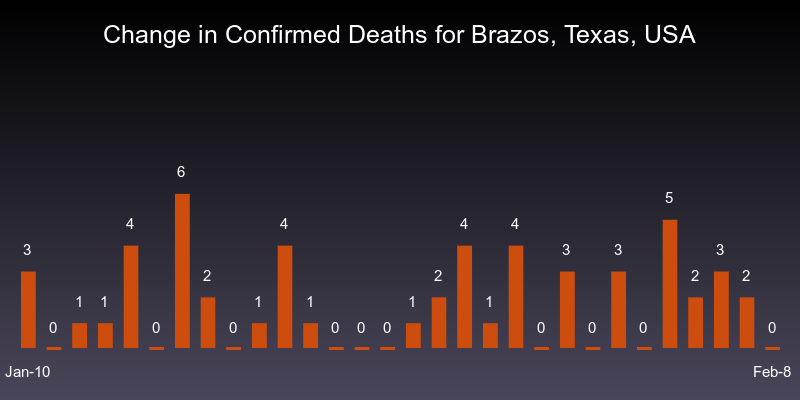 Change in Confirmed Deaths for Brazos, Texas, USA
3 0 1 1 4 0 6 2 0 1 4 1 0 0 0 1 2 4 1 4 0 3 0 3 0 5 2 3 2 0
Jan-10 Feb-8